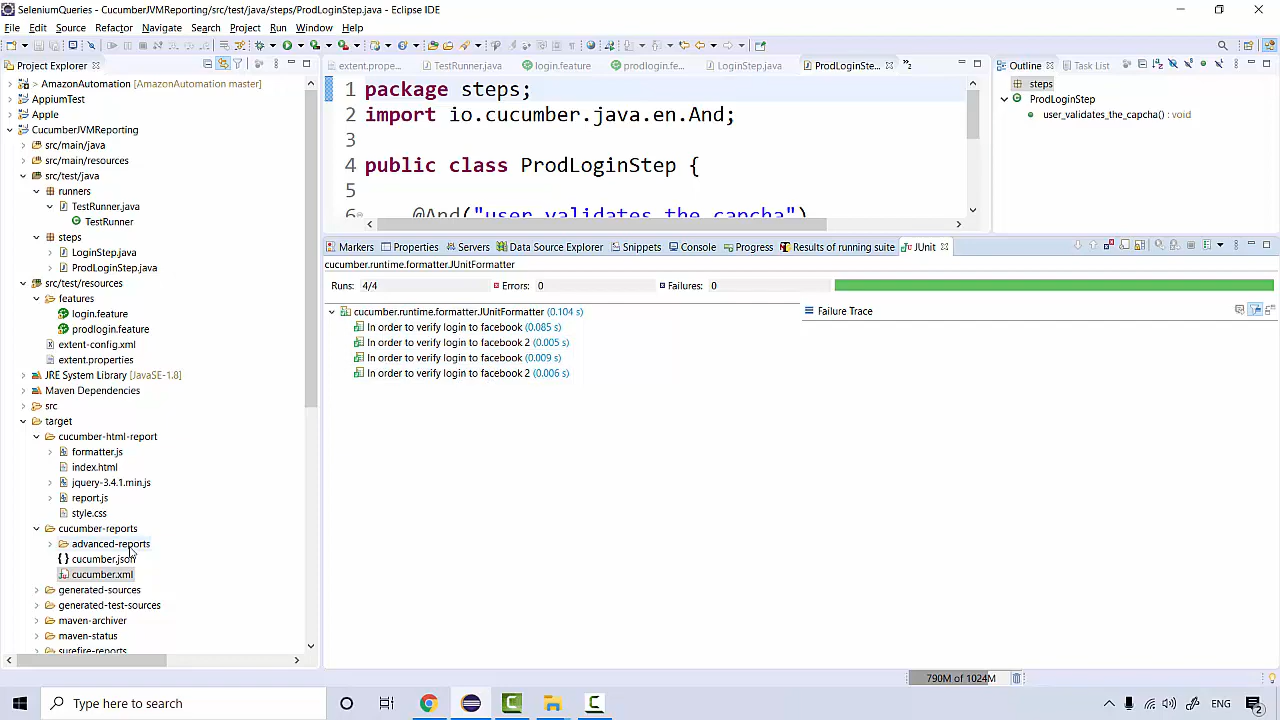 SeleniumQueries - CucumberJVMReporting/src/test/java/steps/ProdLoginStep.java - Eclipse IDE
File Edit Source Refactor Navigate Search Project Run Window Help
Project Explorer
> AmazonAutomation [AmazonAutomation master]
AppiumTest
Apple
CucumberJVMReporting
src/main/java
src/main/resources
src/test/java
runners
TestRunner.java
TestRunner
steps
LoginStep.java
ProdLoginStep.java
src/test/resources
features
login.feature
prodlogin.feature
extent-config.xml
extent.properties
JRE System Library [JavaSE-1.8]
Maven Dependencies
src
target
cucumber-html-report
formatter.js
index.html
jquery-3.4.1.min.js
report.js
style.css
cucumber-reports
advanced-reports
cucumber.json
cucumber.xml
generated-sources
generated-test-sources
maven-archiver
maven-status
surefire-reports
extent.prope... TestRunner.java login.feature prodlogin.fe... LoginStep.java ProdLoginSte...
1 package steps;
2 import io.cucumber.java.en.And;
3
4 public class ProdLoginStep {
5
6 @And("user validates the capcha")
Outline Task List
steps
ProdLoginStep
user_validates_the_capcha() : void
Markers Properties Servers Data Source Explorer Snippets Console Progress Results of running suite JUnit
cucumber.runtime.formatter.JUnitFormatter
Runs: 4/4 Errors: 0 Failures: 0
cucumber.runtime.formatter.JUnitFormatter (0.104 s)
In order to verify login to facebook (0.085 s)
In order to verify login to facebook 2 (0.005 s)
In order to verify login to facebook (0.009 s)
In order to verify login to facebook 2 (0.006 s)
Failure Trace
790M of 1024M
Type here to search
ENG
2